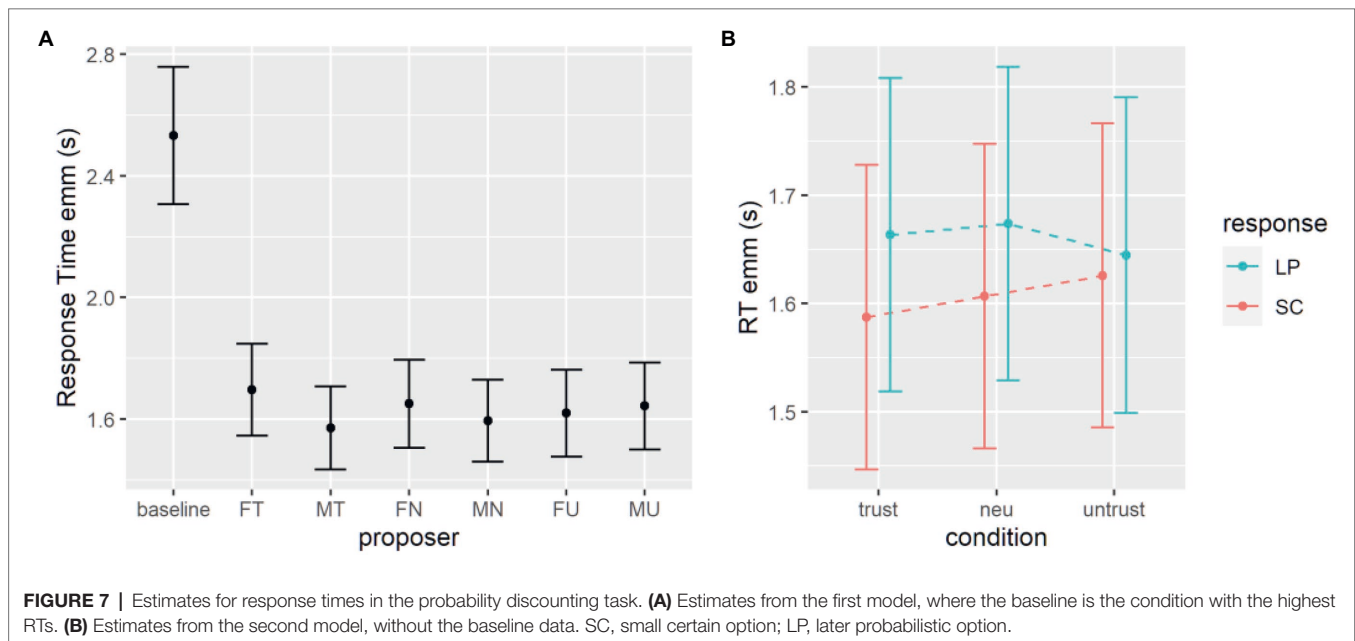 A
Response Time emm (s)
2.8
2.4
2.0
1.6
baseline FT MT FN MN FU MU
proposer
B
RT emm (s)
1.8
1.7
1.6
1.5
trust neu untrust
condition
response
LP
SC
FIGURE 7 | Estimates for response times in the probability discounting task. (A) Estimates from the first model, where the baseline is the condition with the highest
RTs. (B) Estimates from the second model, without the baseline data. SC, small certain option; LP, later probabilistic option.